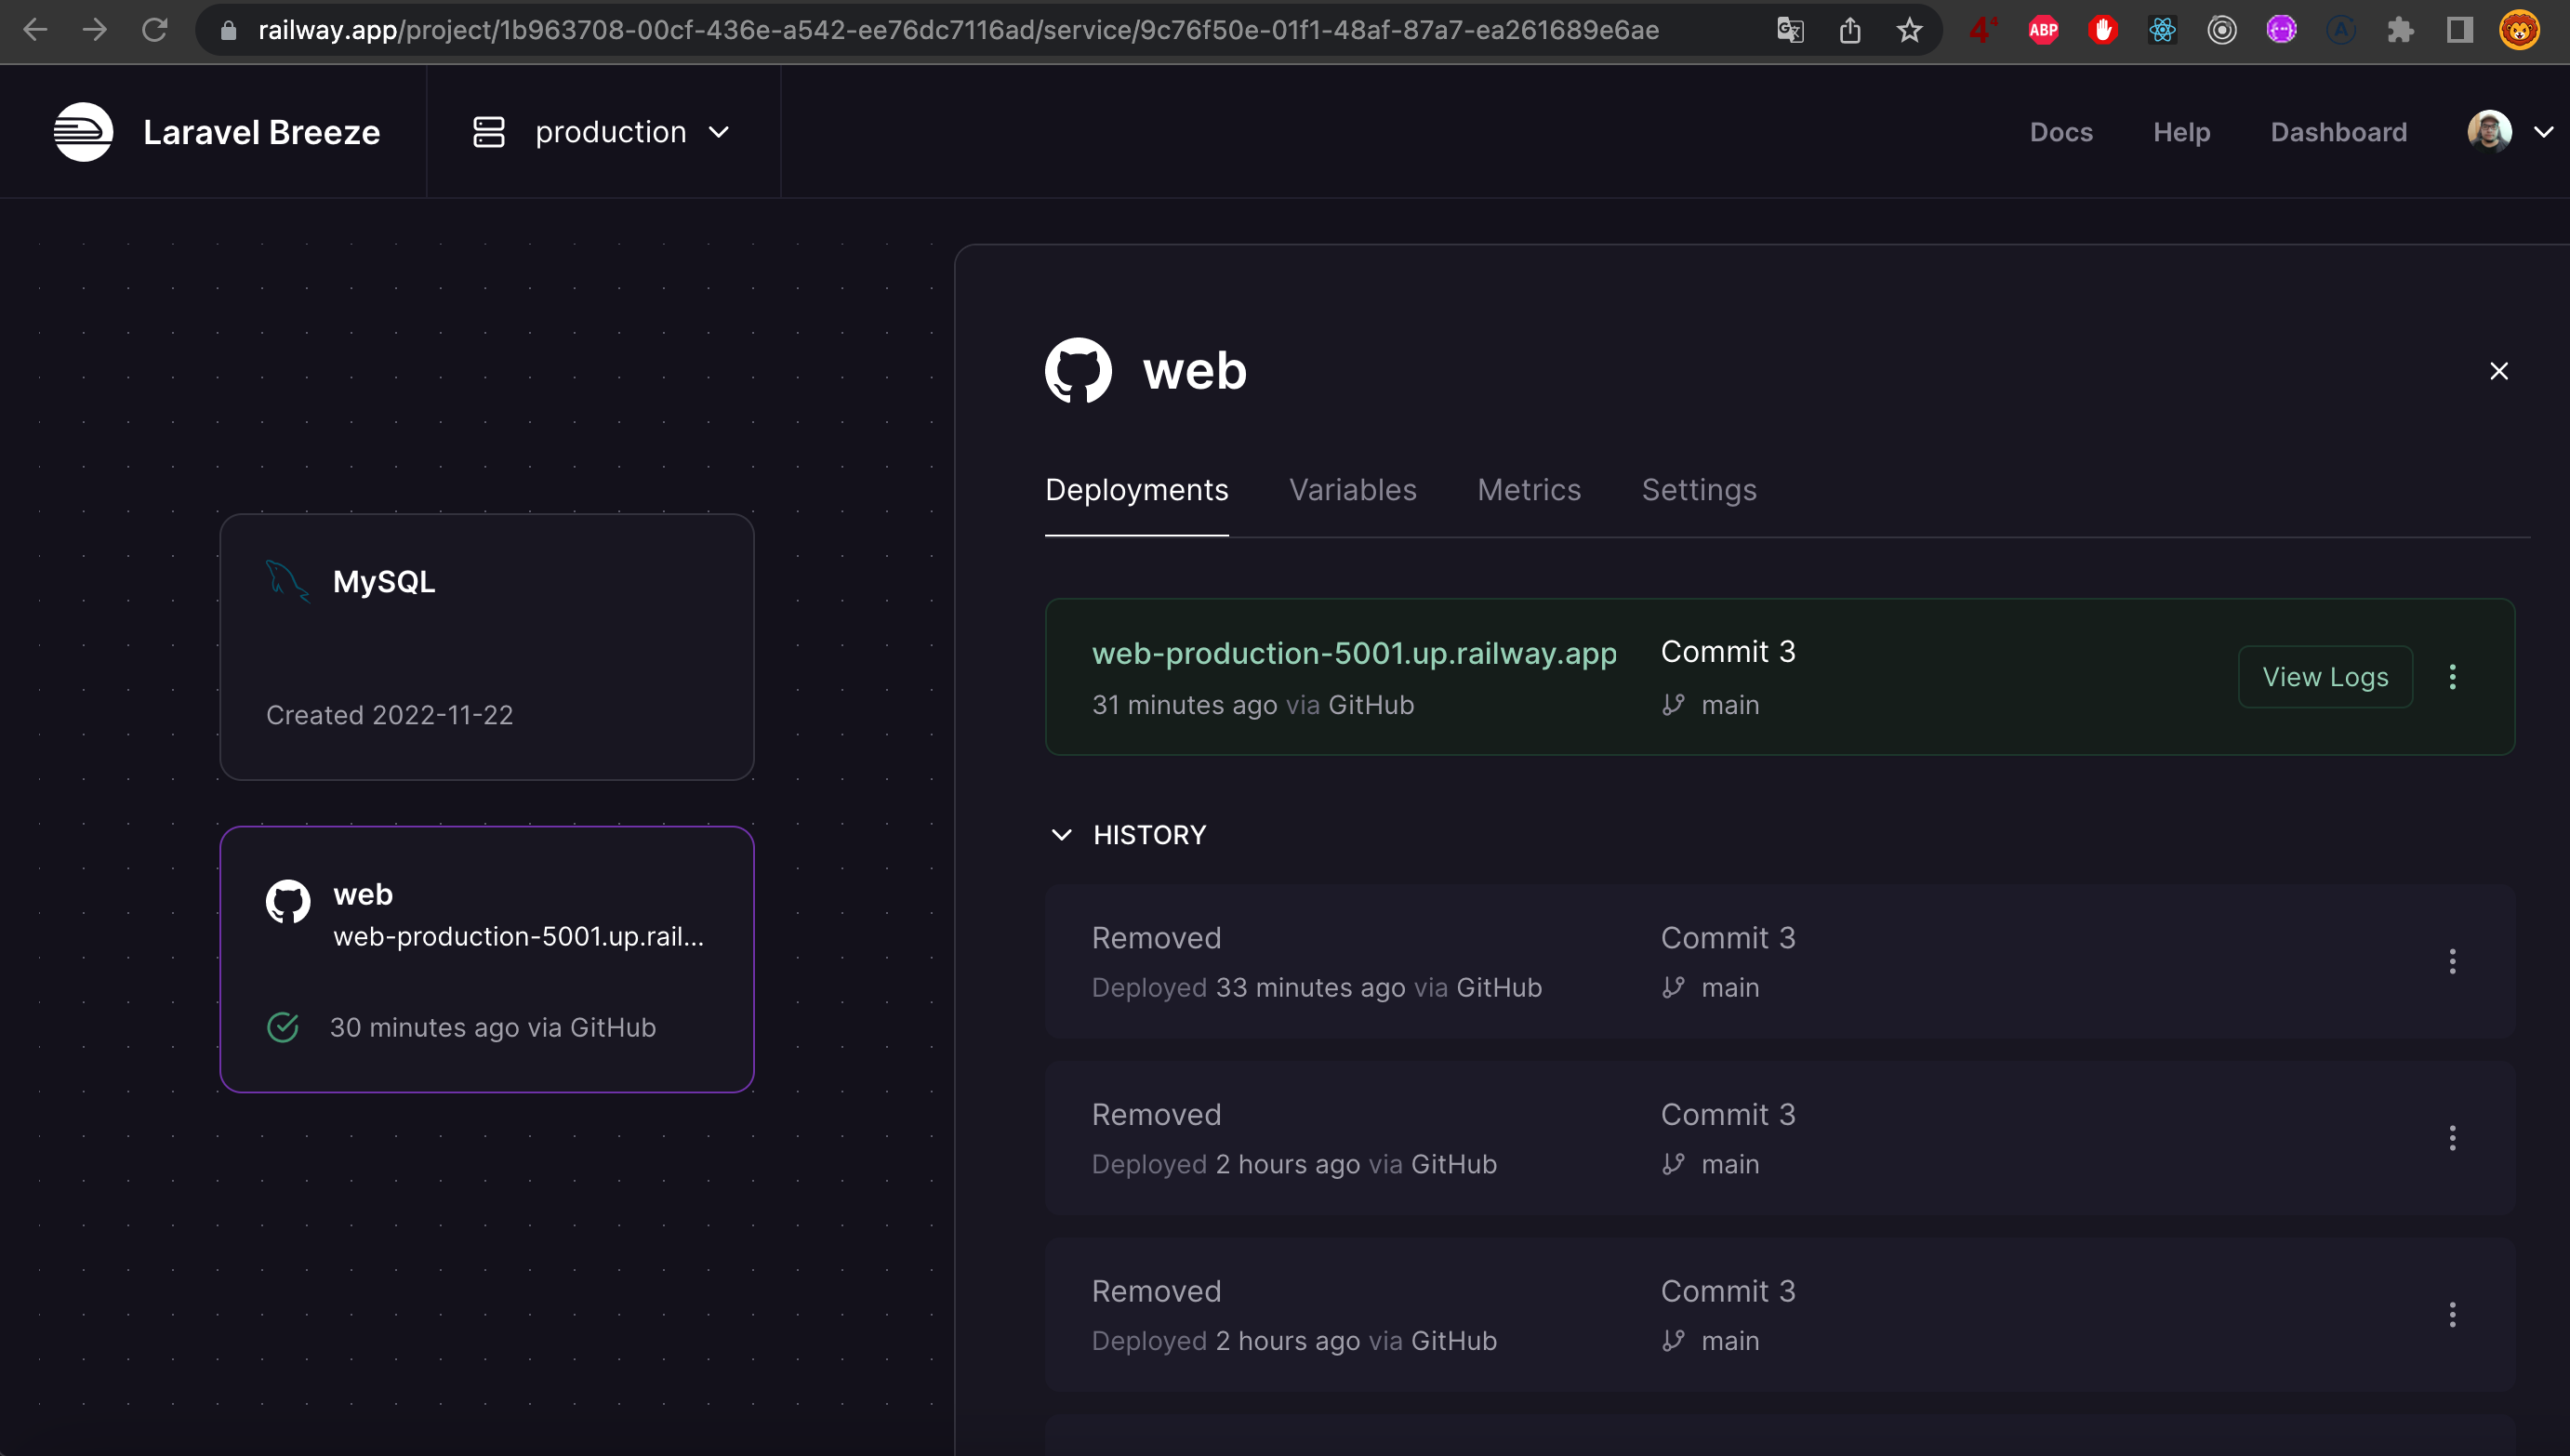 railway.app/project/1b963708-00cf-436e-a542-ee76dc7116ad/service/9c76f50e-01f1-48af-87a7-ea261689e6ae
4⁴
ABP
A
Laravel Breeze
production
Docs
Help
Dashboard
web
Deployments
Variables
Metrics
Settings
MySQL
Created 2022-11-22
web-production-5001.up.railway.app
Commit 3
31 minutes ago via GitHub
main
View Logs
HISTORY
web
web-production-5001.up.rail...
30 minutes ago via GitHub
Removed
Commit 3
Deployed 33 minutes ago via GitHub
main
Removed
Commit 3
Deployed 2 hours ago via GitHub
main
Removed
Commit 3
Deployed 2 hours ago via GitHub
main